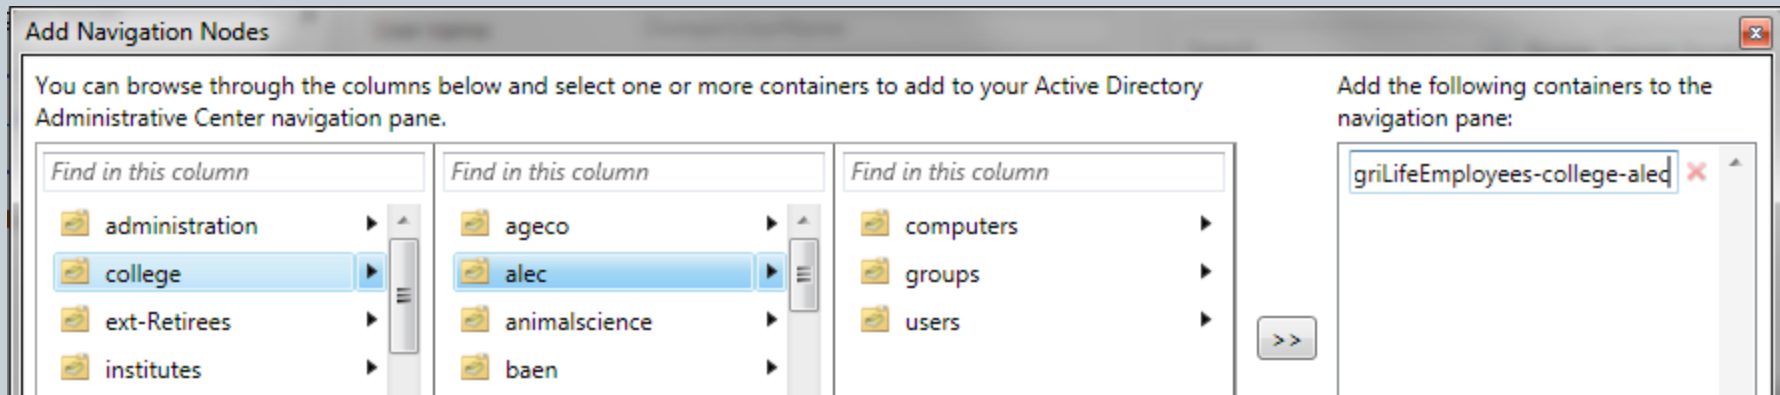 Add Navigation Nodes
You can browse through the columns below and select one or more containers to add to your Active Directory
Administrative Center navigation pane.
Add the following containers to the
navigation pane:
Find in this column
Find in this column
Find in this column
griLifeEmployees-college-alec
administration
ageco
computers
college
alec
groups
ext-Retirees
animalscience
users
>>
institutes
baen